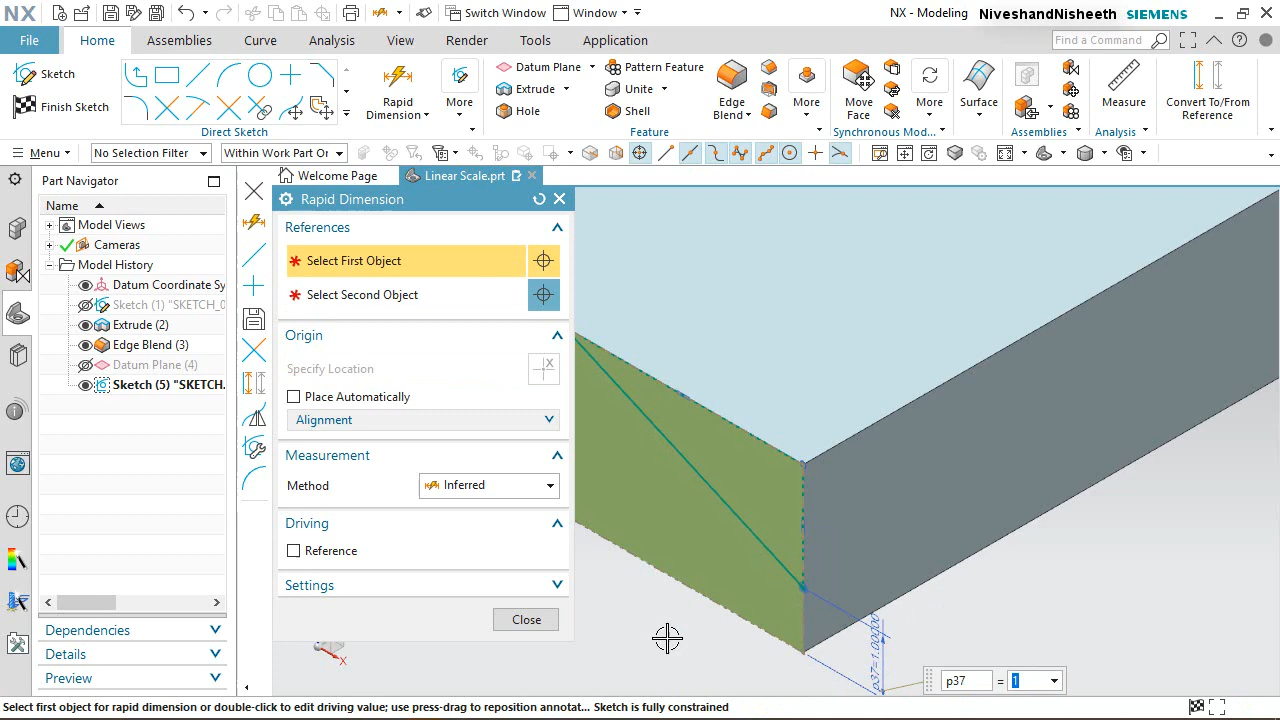 NX
Switch Window
Window
NX - Modeling
NiveshandNisheeth
SIEMENS
File
Home
Assemblies
Curve
Analysis
View
Render
Tools
Application
Find a Command
Sketch
Finish Sketch
Direct Sketch
Rapid
Dimension
More
Datum Plane
Extrude
Hole
Pattern Feature
Unite
Shell
Edge
Blend
More
Feature
Move
Face
More
Synchronous Mod...
Surface
Assemblies
Measure
Analysis
Convert To/From
Reference
Menu
No Selection Filter
Within Work Part Or
Part Navigator
Welcome Page
Linear Scale.prt
Name
Model Views
Cameras
Model History
Datum Coordinate Sy
Sketch (1) "SKETCH_0
Extrude (2)
Edge Blend (3)
Datum Plane (4)
Sketch (5) "SKETCH.
Dependencies
Details
Preview
Rapid Dimension
References
* Select First Object
* Select Second Object
Origin
Specify Location
Place Automatically
Alignment
Measurement
Method
Inferred
Driving
Reference
Settings
Close
X
p37=1.00000
p37 = 1
Select first object for rapid dimension or double-click to edit driving value; use press-drag to reposition annotat... Sketch is fully constrained